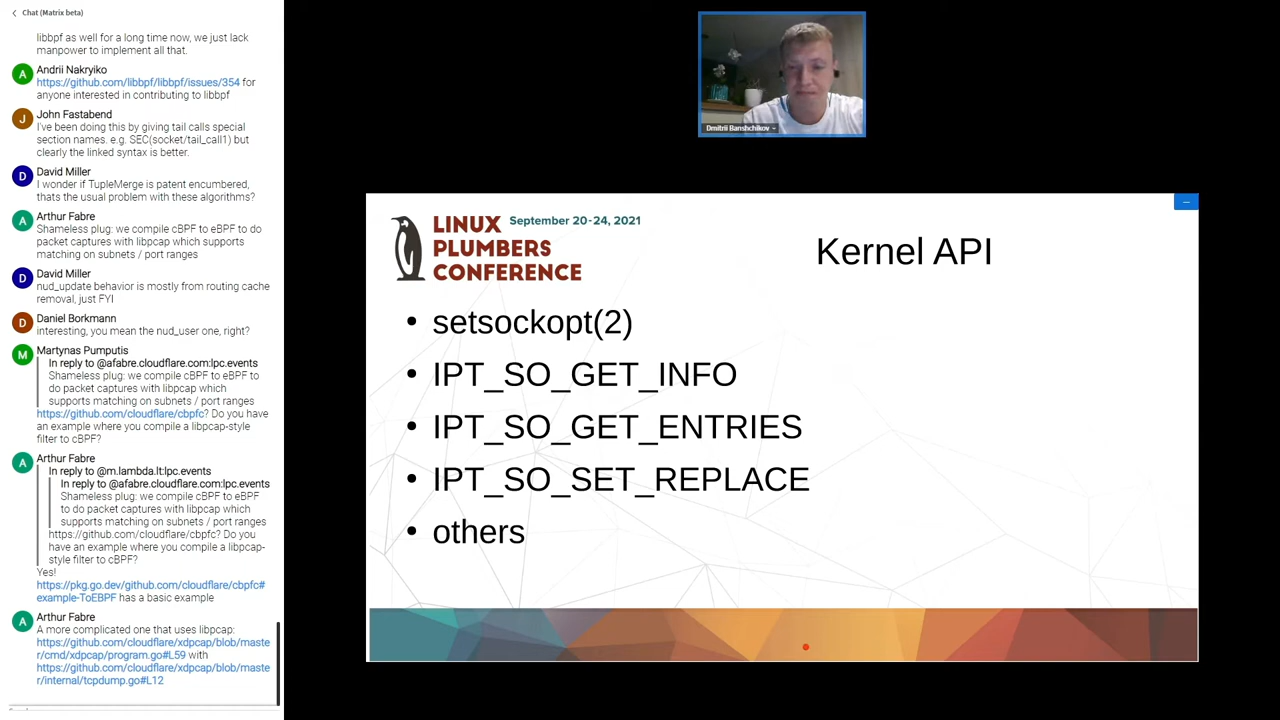 Chat (Matrix beta)
libbpf as well for a long time now, we just lack
manpower to implement all that.
A
Andrii Nakryiko
https://github.com/libbpf/libbpf/issues/354 for
anyone interested in contributing to libbpf
J
John Fastabend
I've been doing this by giving tail calls special
section names. e.g. SEC(socket/tail_call1) but
clearly the linked syntax is better.
D
David Miller
I wonder if TupleMerge is patent encumbered,
thats the usual problem with these algorithms?
A
Arthur Fabre
Shameless plug: we compile cBPF to eBPF to do
packet captures with libpcap which supports
matching on subnets / port ranges
D
David Miller
nud_update behavior is mostly from routing cache
removal, just FYI
D
Daniel Borkmann
interesting, you mean the nud_user one, right?
M
Martynas Pumputis
In reply to @afabre.cloudflare.com:lpc.events
Shameless plug: we compile cBPF to eBPF to
do packet captures with libpcap which
supports matching on subnets / port ranges
https://github.com/cloudflare/cbpfc? Do you have
an example where you compile a libpcap-style
filter to cBPF?
A
Arthur Fabre
In reply to @m.lambda.lt:lpc.events
In reply to @afabre.cloudflare.com:lpc.events
Shameless plug: we compile cBPF to eBPF
to do packet captures with libpcap which
supports matching on subnets / port ranges
https://github.com/cloudflare/cbpfc? Do you
have an example where you compile a libpcap-
style filter to cBPF?
Yes!
https://pkg.go.dev/github.com/cloudflare/cbpfc#
example-ToEBPF has a basic example
A
Arthur Fabre
A more complicated one that uses libpcap:
https://github.com/cloudflare/xdpcap/blob/maste
r/cmd/xdpcap/program.go#L59 with
https://github.com/cloudflare/xdpcap/blob/maste
r/internal/tcpdump.go#L12
Dmitrii Banshchikov
LINUX
PLUMBERS
CONFERENCE
September 20-24, 2021
Kernel API
• setsockopt(2)
• IPT_SO_GET_INFO
• IPT_SO_GET_ENTRIES
• IPT_SO_SET_REPLACE
• others